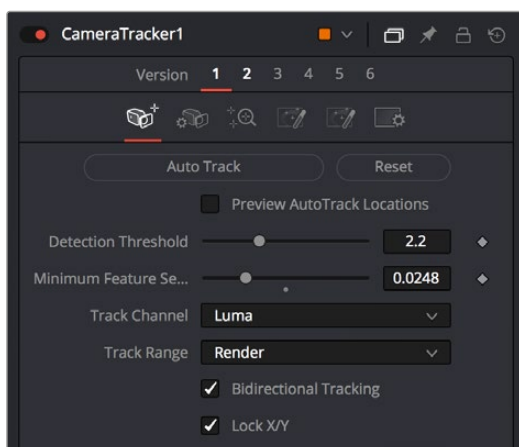 CameraTracker1
Version 1 2 3 4 5 6
Auto Track Reset
Preview AutoTrack Locations
Detection Threshold 2.2
Minimum Feature Se... 0.0248
Track Channel Luma
Track Range Render
Bidirectional Tracking
Lock X/Y